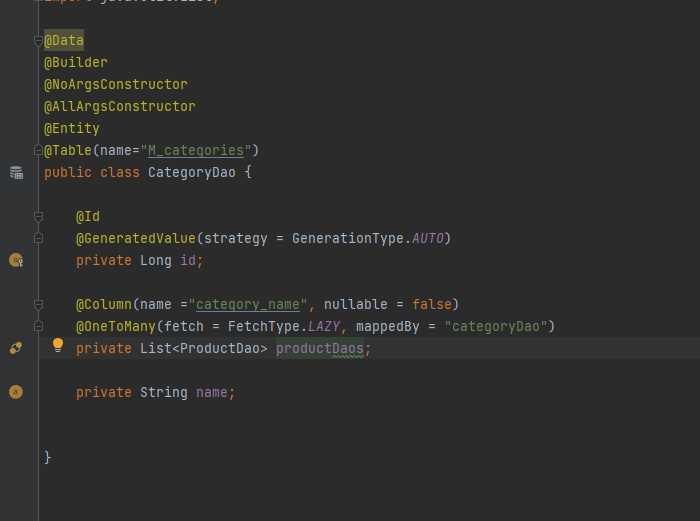 @Data
@Builder
@NoArgsConstructor
@AllArgsConstructor
@Entity
@Table(name="M_categories")
public class CategoryDao {
@Id
@GeneratedValue(strategy = GenerationType.AUTO)
private Long id;
@Column(name ="category_name", nullable = false)
@OneToMany(fetch = FetchType.LAZY, mappedBy = "categoryDao")
private List<ProductDao> productDaos;
private String name;
}